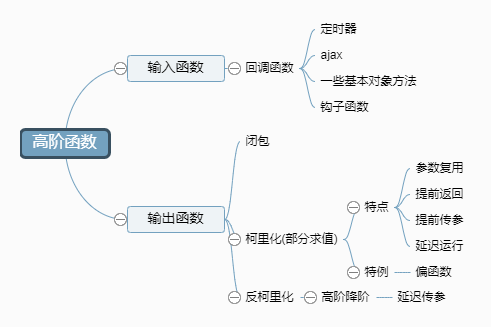 高阶函数
输入函数
回调函数
定时器
ajax
一些基本对象方法
钩子函数
输出函数
闭包
柯里化(部分求值)
特点
参数复用
提前返回
提前传参
延迟运行
特例
偏函数
反柯里化
高阶降阶
延迟传参